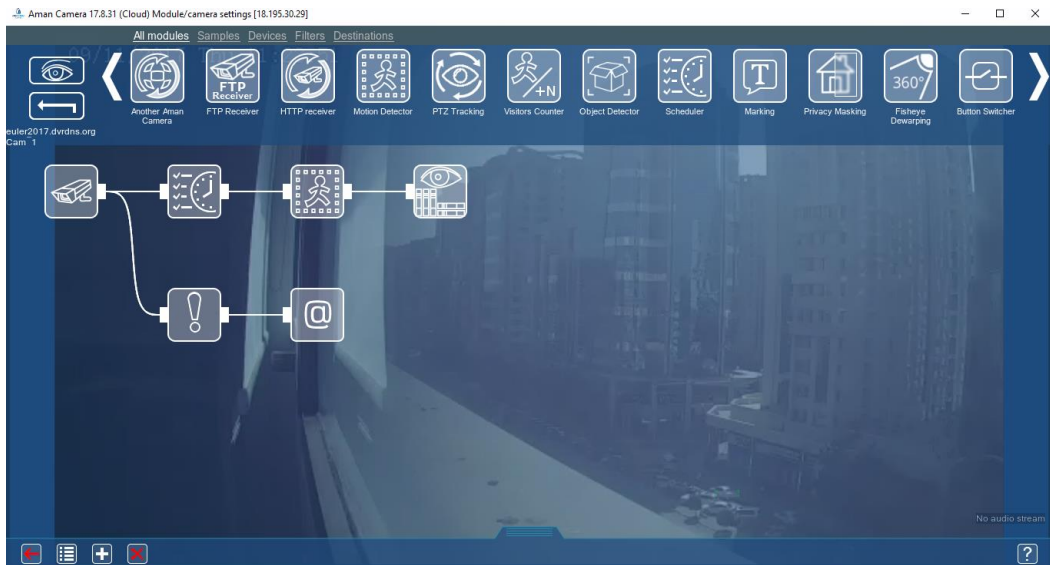 Aman Camera 17.8.31 (Cloud) Module/camera settings [18.195.30.29]
All modules Samples Devices Filters Destinations
Another Aman Camera
FTP Receiver
FTP Receiver
HTTP receiver
Motion Detector
PTZ Tracking
+N
Visitors Counter
Object Detector
Scheduler
T
Marking
Privacy Masking
360°
Fisheye Dewarping
Button Switcher
euler2017.dvrdns.org
Cam_1
@
No audio stream
?